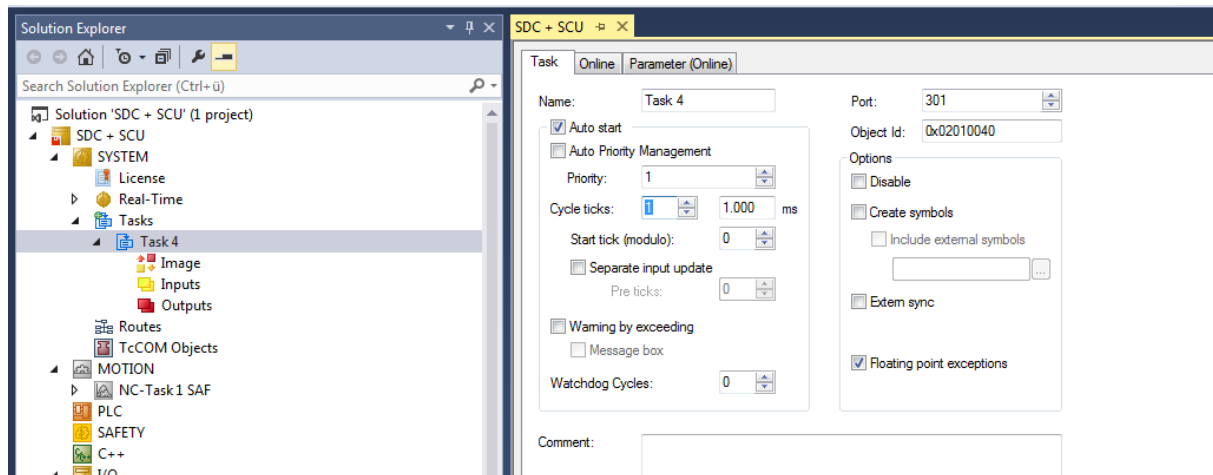 Solution Explorer
Search Solution Explorer (Ctrl+ü)
Solution 'SDC + SCU' (1 project)
SDC + SCU
SYSTEM
License
Real-Time
Tasks
Task 4
Image
Inputs
Outputs
Routes
TcCOM Objects
MOTION
NC-Task 1 SAF
PLC
SAFETY
C++
I/O
SDC + SCU
Task Online Parameter (Online)
Name: Task 4 Port: 301
Auto start Object Id: 0x02010040
Auto Priority Management Options
Priority: 1 Disable
Cycle ticks: 1 1.000 ms Create symbols
Start tick (modulo): 0 Include external symbols
Separate input update ...
Pre ticks: 0 Extern sync
Warning by exceeding
Message box Floating point exceptions
Watchdog Cycles: 0
Comment: